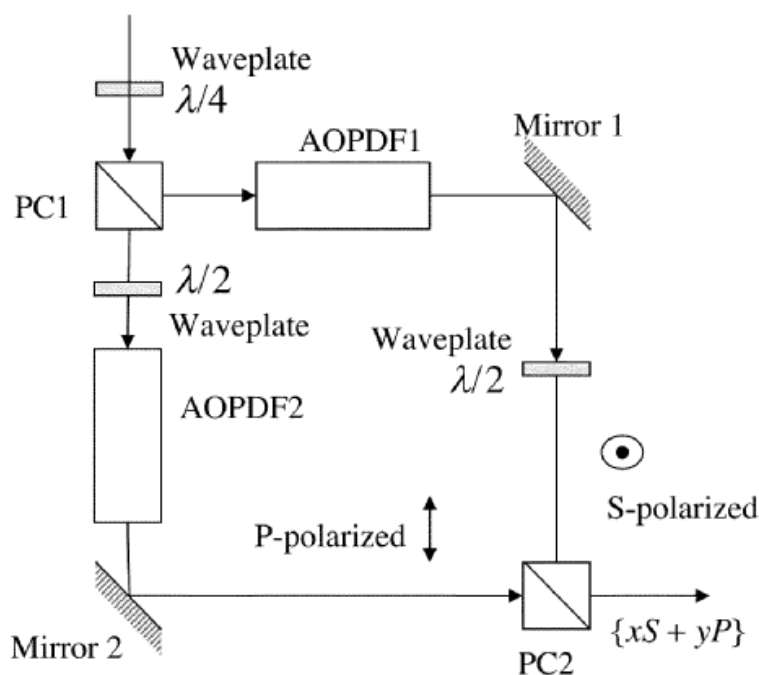 Waveplate
λ/4
Mirror 1
AOPDF1
PC1
λ/2
Waveplate
Waveplate
λ/2
AOPDF2
S-polarized
P-polarized
{xS + yP}
Mirror 2
PC2